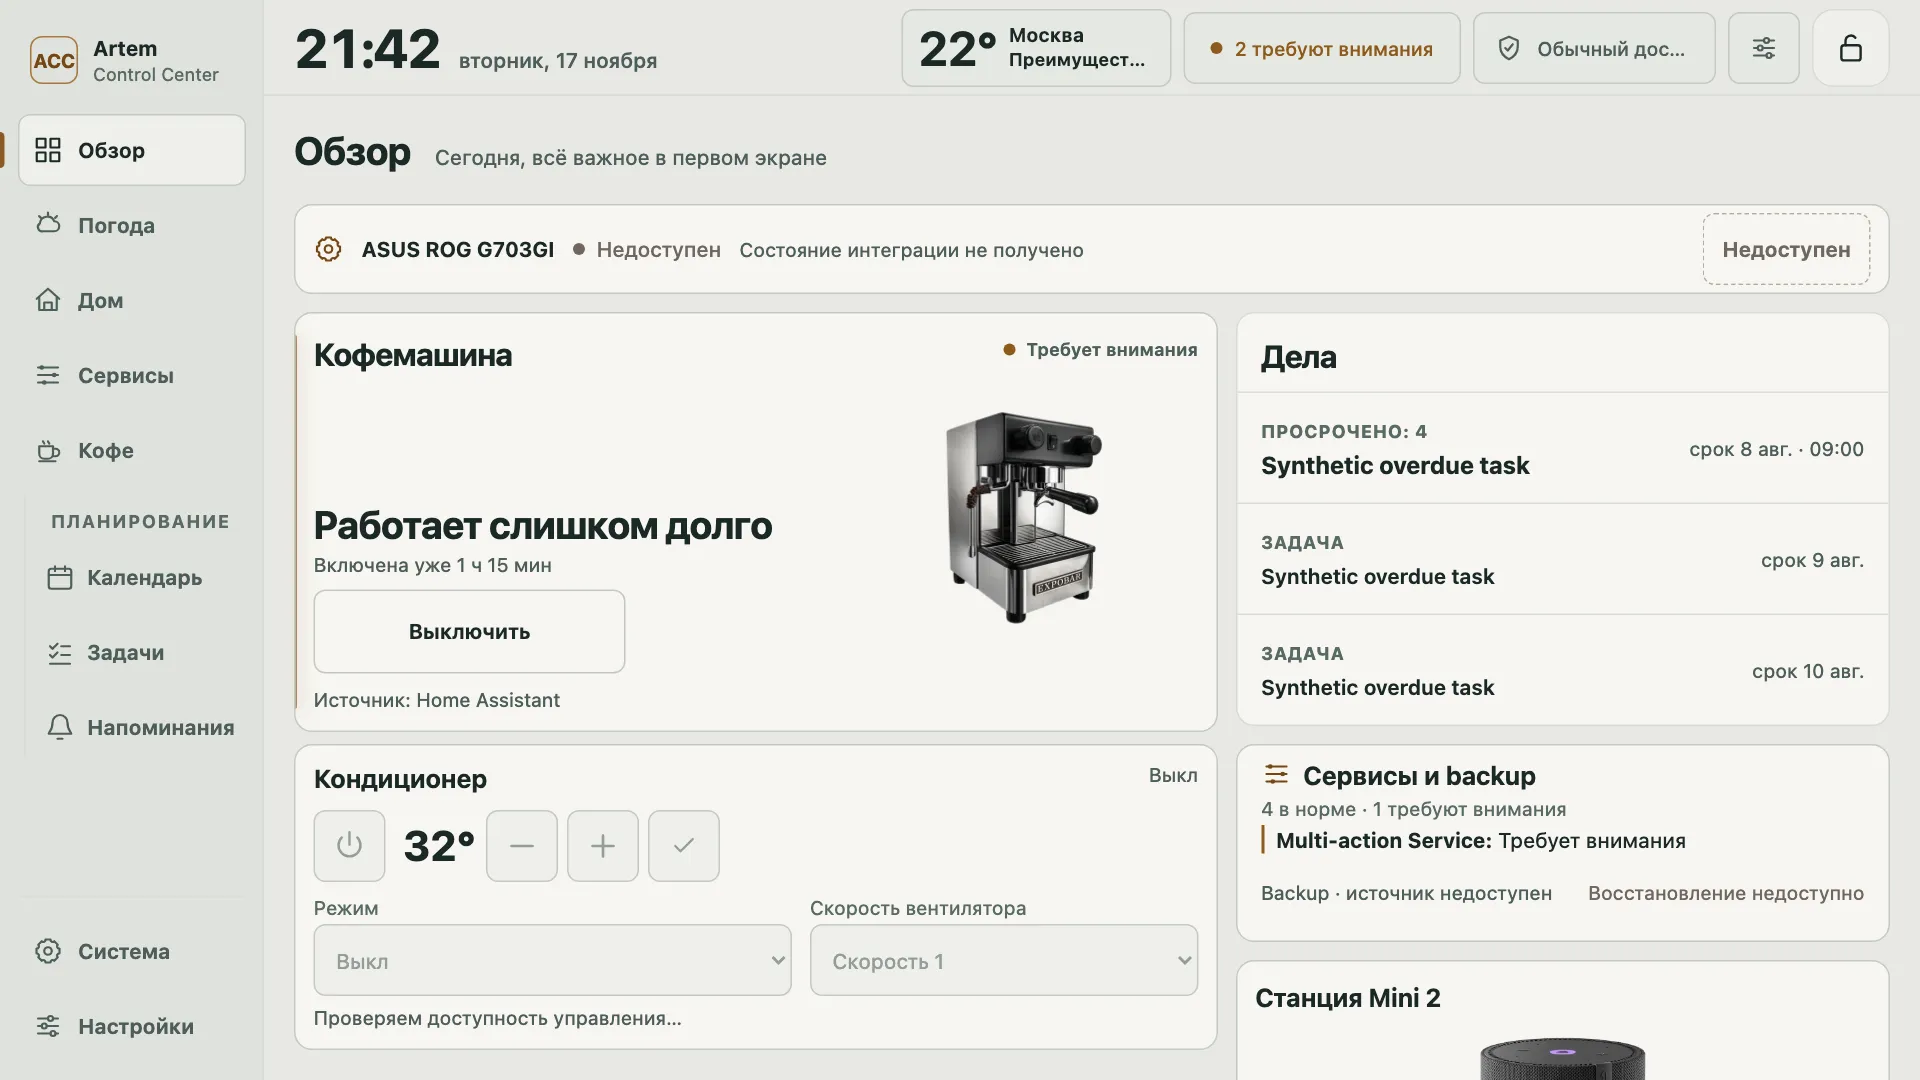 ACC
Artem
Control Center
Обзор
Погода
Дом
Сервисы
Кофе
ПЛАНИРОВАНИЕ
Календарь
Задачи
Напоминания
Система
Настройки
21:42 вторник, 17 ноября
22° Москва
Преимущест...
2 требуют внимания
Обычный дос...
Обзор Сегодня, всё важное в первом экране
ASUS ROG G703GI Недоступен Состояние интеграции не получено
Недоступен
Кофемашина
Требует внимания
EXPOBAR
Работает слишком долго
Включена уже 1 ч 15 мин
Выключить
Источник: Home Assistant
Дела
ПРОСРОЧЕНО: 4
Synthetic overdue task
срок 8 авг. · 09:00
ЗАДАЧА
Synthetic overdue task
срок 9 авг.
ЗАДАЧА
Synthetic overdue task
срок 10 авг.
Кондиционер
Выкл
32°
Режим
Выкл
Скорость вентилятора
Скорость 1
Проверяем доступность управления...
Сервисы и backup
4 в норме · 1 требуют внимания
Multi-action Service: Требует внимания
Backup · источник недоступен
Восстановление недоступно
Станция Mini 2